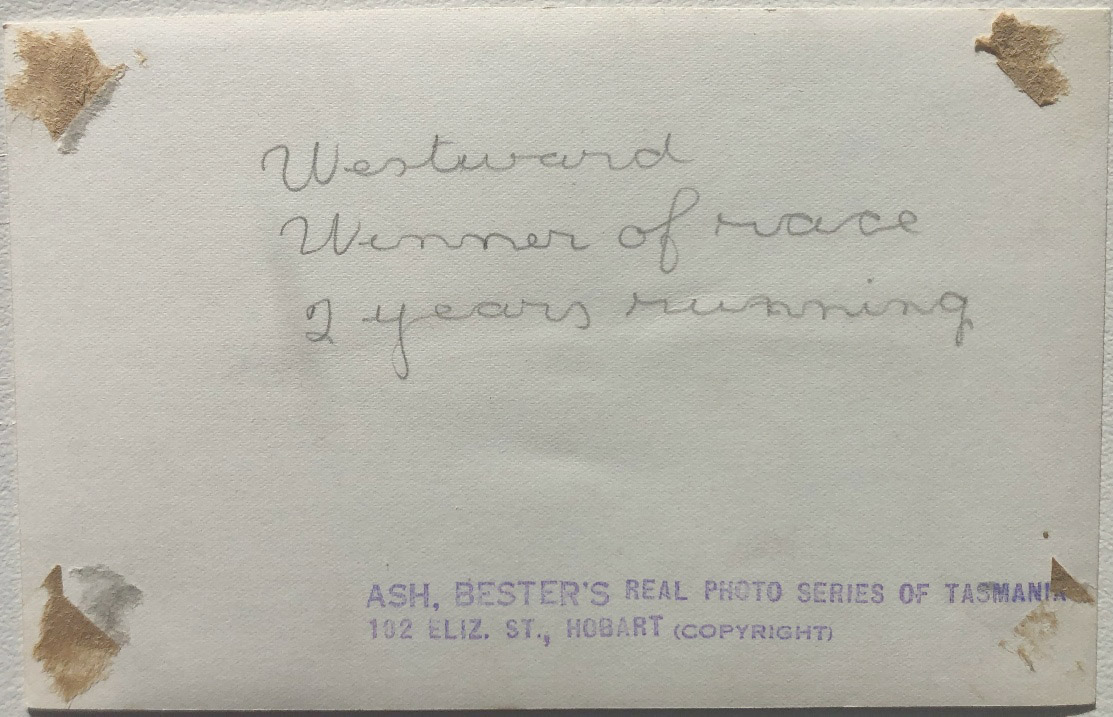 Westward
Winner of race
2 years running
ASH, BESTER'S REAL PHOTO SERIES OF TASMANIA
102 ELIZ. ST., HOBART (COPYRIGHT)